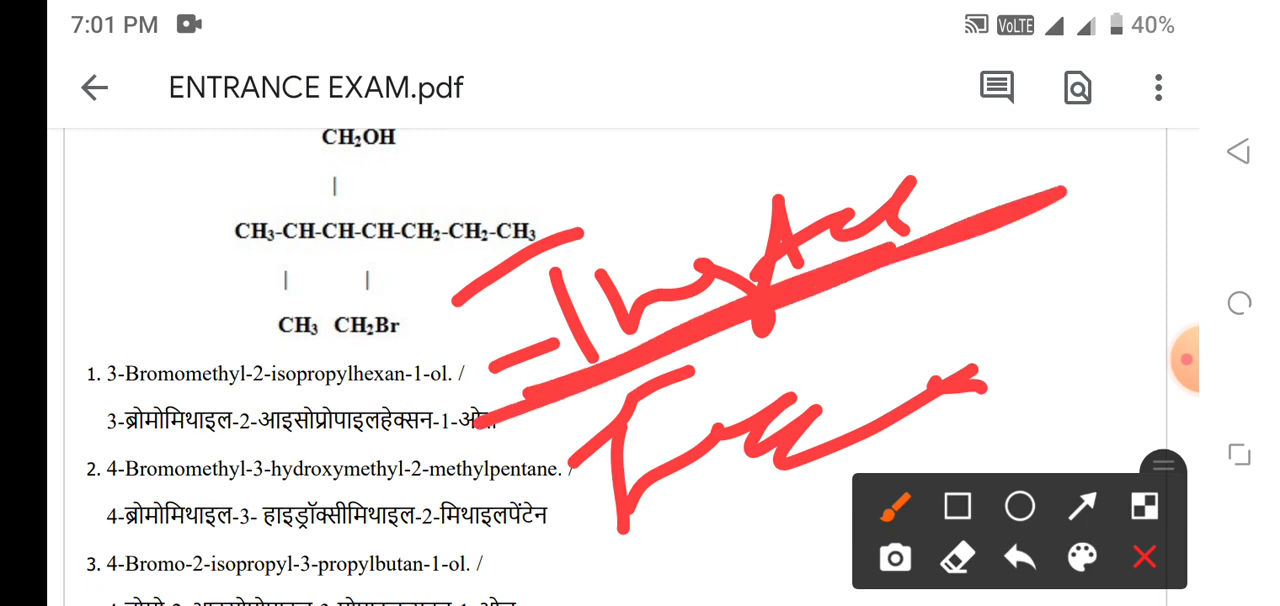 7:01 PM VoLTE 40%
ENTRANCE EXAM.pdf
CH₂OH
|
CH₃-CH-CH-CH-CH₂-CH₂-CH₃
| |
CH₃ CH₂Br
1. 3-Bromomethyl-2-isopropylhexan-1-ol. /
3-ब्रोमोमिथाइल-2-आइसोप्रोपाइलहेक्सन-1-
2. 4-Bromomethyl-3-hydroxymethyl-2-methylpentane. /
4-ब्रोमोमिथाइल-3- हाइड्रॉक्सीमिथाइल-2-मिथाइलपेंटेन
3. 4-Bromo-2-isopropyl-3-propylbutan-1-ol. /